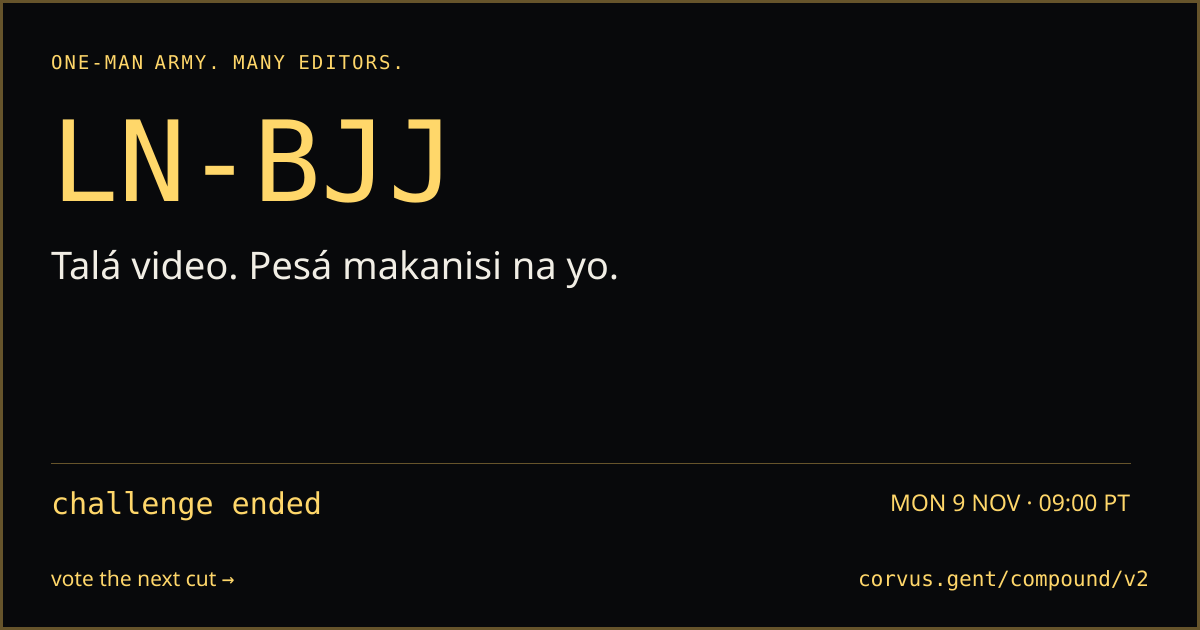 ONE-MAN ARMY. MANY EDITORS.
LN-BJJ
Talá video. Pesá makanisi na yo.
challenge ended
MON 9 NOV · 09:00 PT
vote the next cut →
corvus.gent/compound/v2